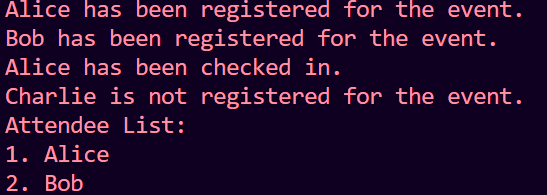 Alice has been registered for the event.
Bob has been registered for the event.
Alice has been checked in.
Charlie is not registered for the event.
Attendee List:
1. Alice
2. Bob